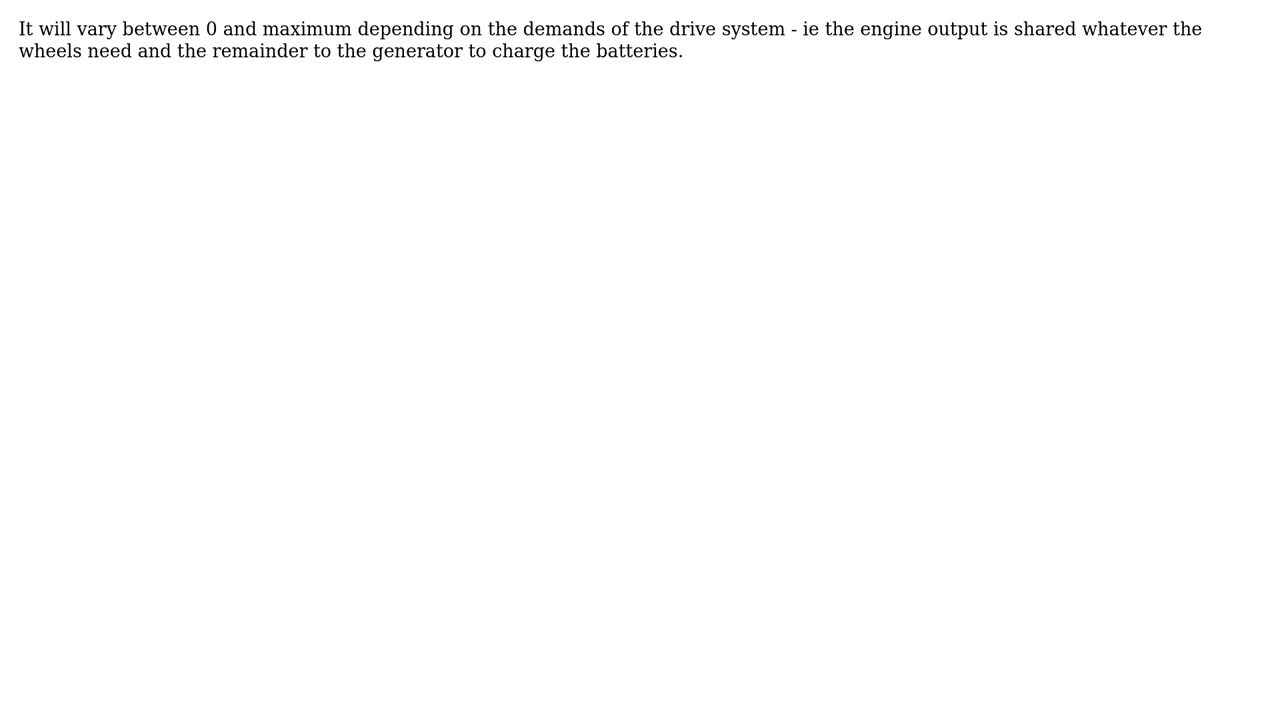 It will vary between 0 and maximum depending on the demands of the drive system - ie the engine output is shared whatever the
wheels need and the remainder to the generator to charge the batteries.